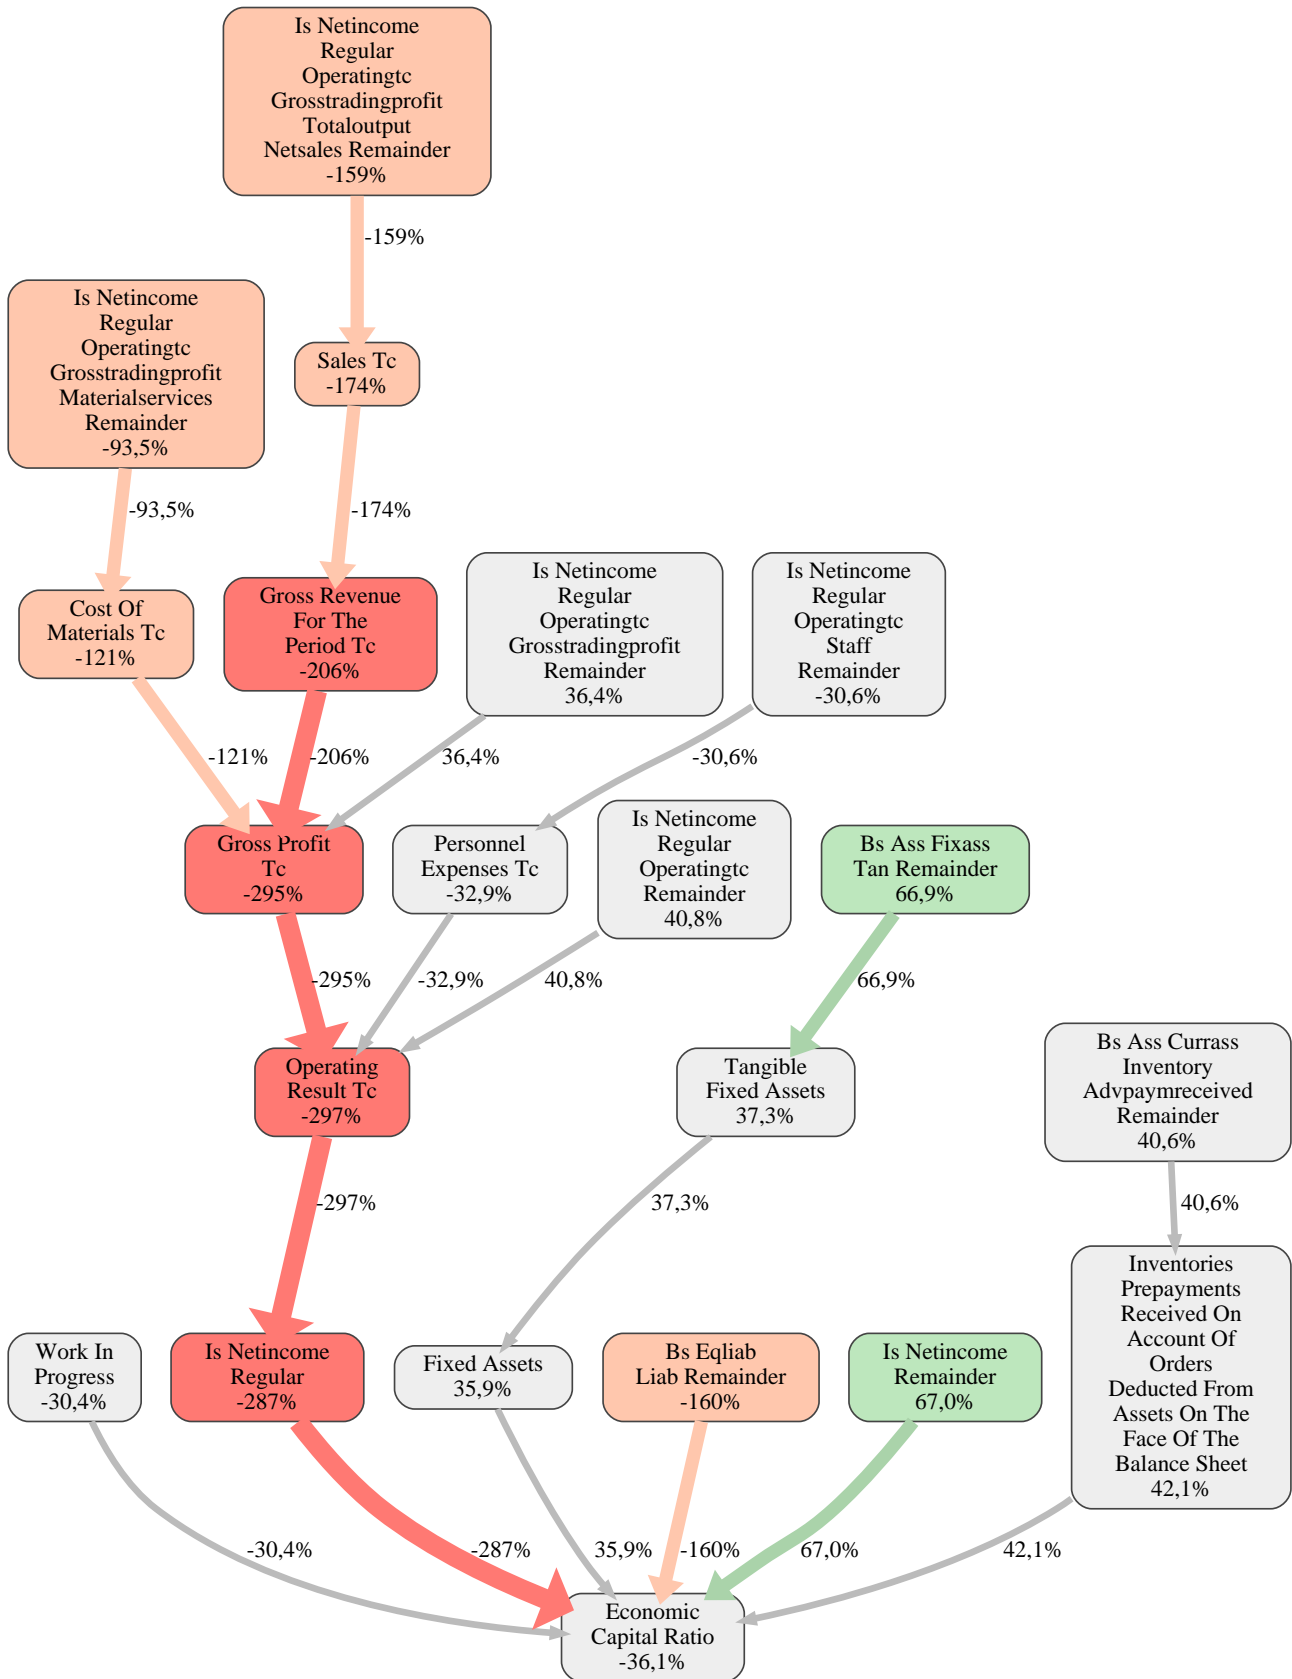 Is Netincome
Regular
Operatingtc
Grosstradingprofit
Totaloutput
Netsales Remainder
-159%
-159%
Is Netincome
Regular
Operatingtc
Grosstradingprofit
Materialservices
Remainder
-93,5%
Sales Tc
-174%
-93,5%
-174%
Is Netincome
Regular
Operatingtc
Grosstradingprofit
Remainder
36,4%
Is Netincome
Regular
Operatingtc
Staff
Remainder
-30,6%
Cost Of
Materials Tc
-121%
Gross Revenue
For The
Period Tc
-206%
-121%
-206%
36,4%
-30,6%
Gross Profit
Tc
-295%
Personnel
Expenses Tc
-32,9%
Is Netincome
Regular
Operatingtc
Remainder
40,8%
Bs Ass Fixass
Tan Remainder
66,9%
-295%
-32,9%
40,8%
66,9%
Operating
Result Tc
-297%
Tangible
Fixed Assets
37,3%
Bs Ass Currass
Inventory
Advpaymreceived
Remainder
40,6%
-297%
37,3%
40,6%
Work In
Progress
-30,4%
Is Netincome
Regular
-287%
Fixed Assets
35,9%
Bs Eqliab
Liab Remainder
-160%
Is Netincome
Remainder
67,0%
Inventories
Prepayments
Received On
Account Of
Orders
Deducted From
Assets On The
Face Of The
Balance Sheet
42,1%
-30,4%
-287%
35,9%
-160%
67,0%
42,1%
Economic
Capital Ratio
-36,1%